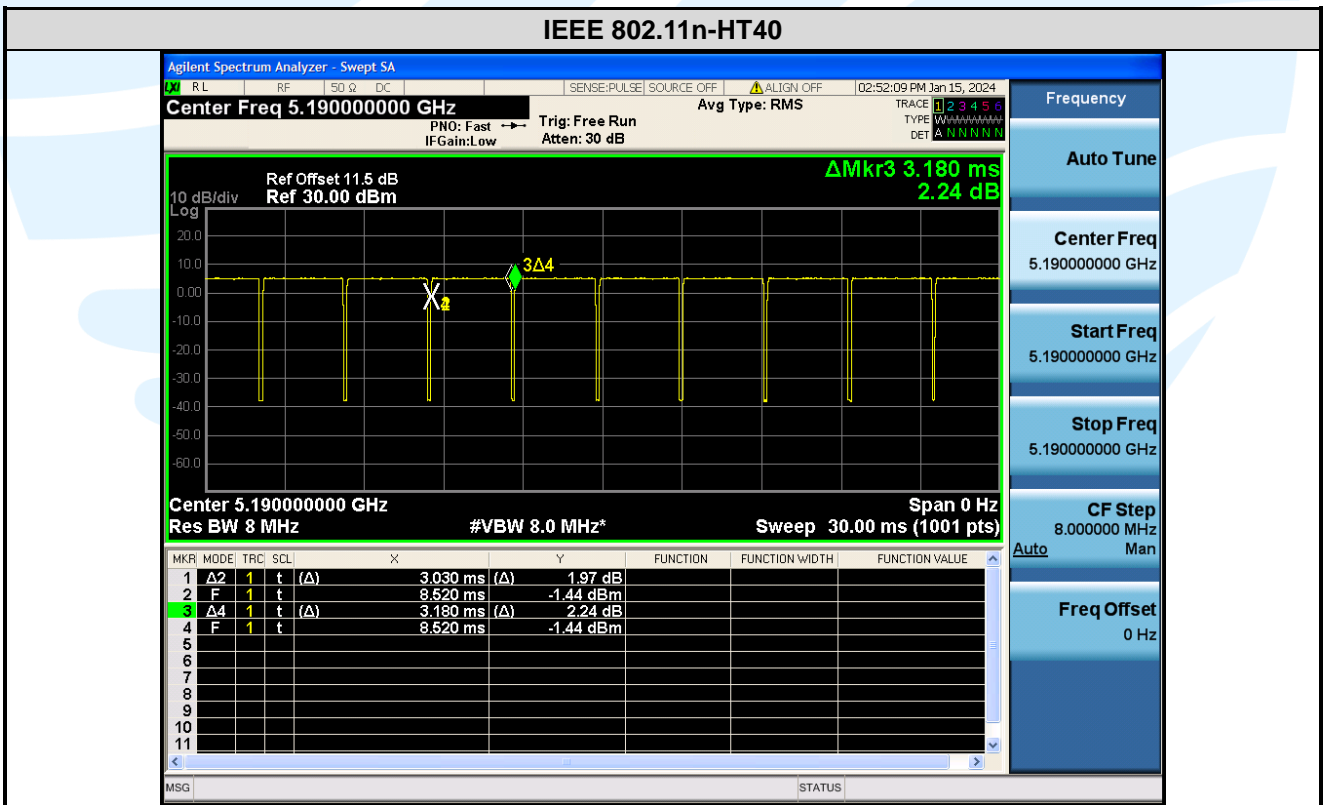 IEEE 802.11n-HT40
Agilent Spectrum Analyzer - Swept SA
LXI RL RF 50 Ω DC SENSE:PULSE SOURCE OFF ALIGN OFF 02:52:09 PM Jan 15, 2024
Center Freq 5.190000000 GHz Avg Type: RMS TRACE 1 2 3 4 5 6
PNO: Fast Trig: Free Run TYPE
IFGain:Low Atten: 30 dB DET A N N N N N
Frequency
Auto Tune
ΔMkr3 3.180 ms
2.24 dB
Ref Offset 11.5 dB
10 dB/div Ref 30.00 dBm
Log
20.0
10.0
0.00
-10.0
-20.0
-30.0
-40.0
-50.0
-60.0
3Δ4
Center 5.190000000 GHz Span 0 Hz
Res BW 8 MHz #VBW 8.0 MHz* Sweep 30.00 ms (1001 pts)
MKR MODE TRC SCL X Y FUNCTION FUNCTION WIDTH FUNCTION VALUE
1 Δ2 1 t (Δ) 3.030 ms (Δ) 1.97 dB
2 F 1 t 8.520 ms -1.44 dBm
3 Δ4 1 t (Δ) 3.180 ms (Δ) 2.24 dB
4 F 1 t 8.520 ms -1.44 dBm
5
6
7
8
9
10
11
MSG STATUS
Center Freq
5.190000000 GHz
Start Freq
5.190000000 GHz
Stop Freq
5.190000000 GHz
CF Step
8.000000 MHz
Auto Man
Freq Offset
0 Hz